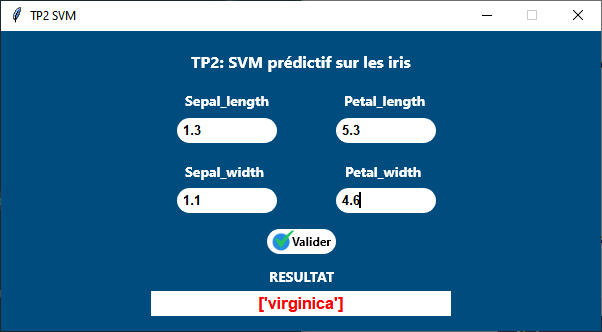 TP2 SVM
TP2: SVM prédictif sur les iris
Sepal_length Petal_length
1.3 5.3
Sepal_width Petal_width
1.1 4.6
Valider
RESULTAT
['virginica']